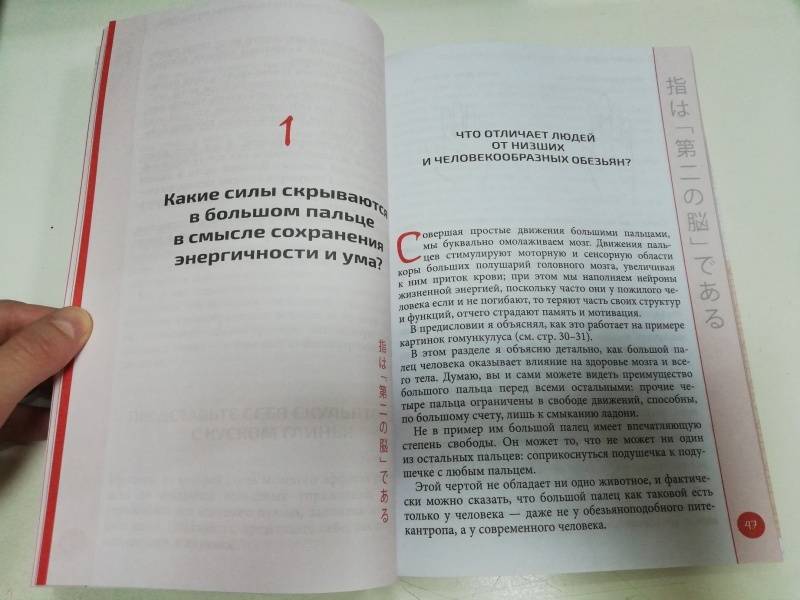 1
Какие силы скрываются
в большом пальце
в смысле сохранения
энергичности и ума?
指は「第二の脳」である
ЧТО ОТЛИЧАЕТ ЛЮДЕЙ
ОТ НИЗШИХ
И ЧЕЛОВЕКООБРАЗНЫХ ОБЕЗЬЯН?
Совершая простые движения большими пальцами,
мы буквально омолаживаем мозг. Движения паль-
цев стимулируют моторную и сенсорную области
коры больших полушарий головного мозга, увеличивая
к ним приток крови; при этом мы наполняем нейроны
жизненной энергией, поскольку часто они у пожилого че-
ловека если и не погибают, то теряют часть своих структур
и функций, отчего страдают память и мотивация.
В предисловии я объяснял, как это работает на примере
картинок гомункулуса (см. стр. 30–31).
В этом разделе я объясню детально, как большой па-
лец человека оказывает влияние на здоровье мозга и все-
го тела. Думаю, вы и сами можете видеть преимущество
большого пальца перед всеми остальными: прочие че-
тыре пальца ограничены в свободе движений, способны,
по большому счету, лишь к смыканию ладони.
Не в пример им большой палец имеет впечатляющую
степень свободы. Он может то, что не может ни один
из остальных пальцев: соприкоснуться подушечка к поду-
шечке с любым пальцем.
Этой чертой не обладает ни одно животное, и фактиче-
ски можно сказать, что большой палец как таковой есть
только у человека — даже не у обезьяноподобного пите-
кантропа, а у современного человека.
指は「第二の脳」である
47